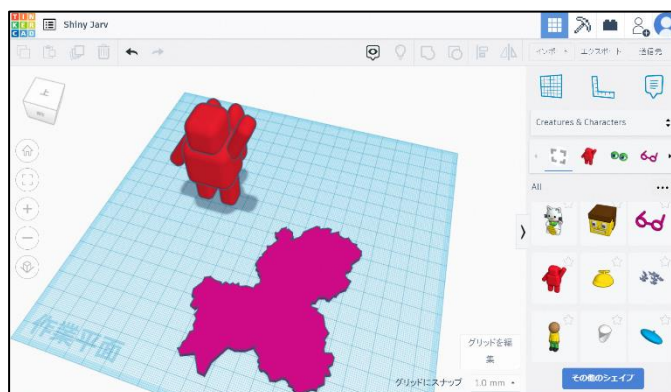 TIN
KER
CAD
Shiny Jarv
インポート
エクスポート
送信先
上
Creatures & Characters
All
作業平面
グリッドを編
集
グリッドにスナップ 1.0 mm
その他のシェイプ